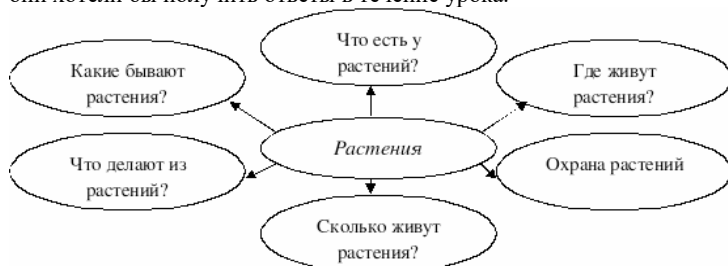 они хотели бы получить ответы в течение урока.
Что есть у
растений?
Какие бывают
растения?
Где живут
растения?
Растения
Что делают из
растений?
Охрана растений
Сколько живут
растения?